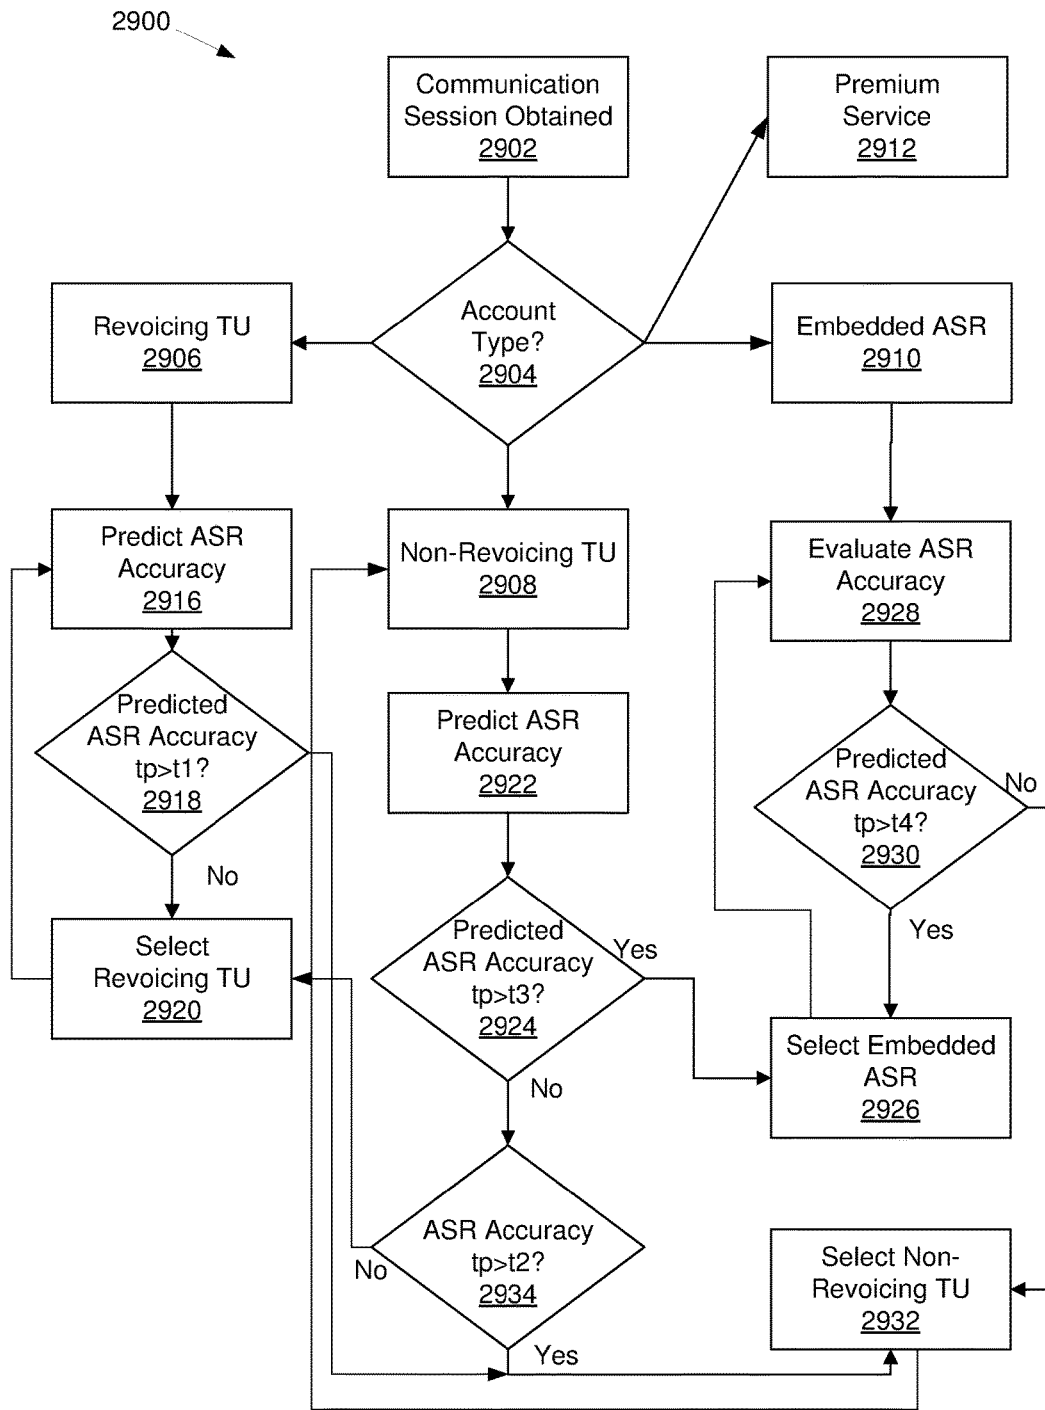 2900
Communication
Session Obtained
2902
Premium
Service
2912
Revoicing TU
2906
Account
Type?
2904
Embedded ASR
2910
Predict ASR
Accuracy
2916
Non-Revoicing TU
2908
Evaluate ASR
Accuracy
2928
Predicted
ASR Accuracy
tp>t1?
2918
No
Predict ASR
Accuracy
2922
Predicted
ASR Accuracy
tp>t4?
2930
No
Yes
Select
Revoicing TU
2920
Predicted
ASR Accuracy
tp>t3?
2924
Yes
No
Select Embedded
ASR
2926
ASR Accuracy
tp>t2?
2934
No
Yes
Select Non-
Revoicing TU
2932